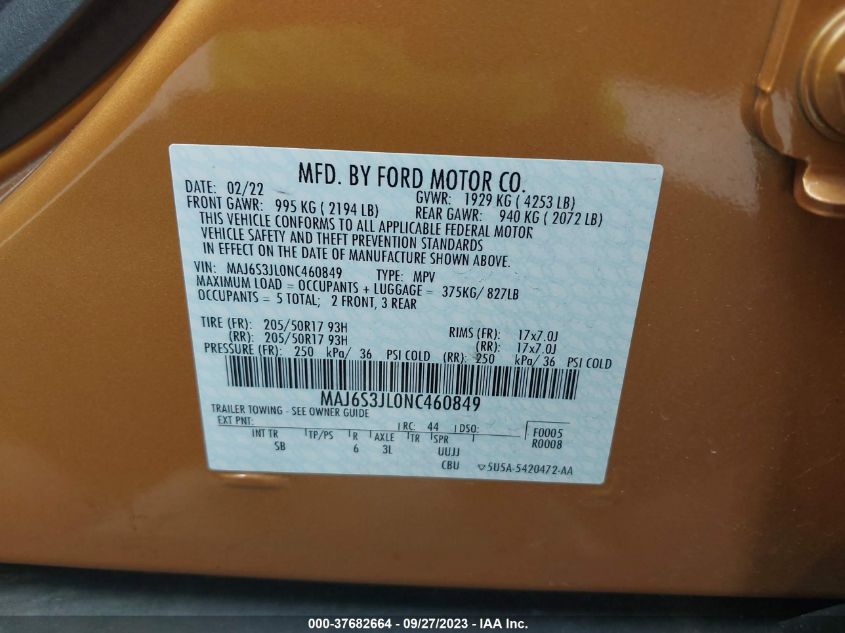 MFD. BY FORD MOTOR CO.
DATE: 02/22 GVWR: 1929 KG ( 4253 LB)
FRONT GAWR: 995 KG ( 2194 LB) REAR GAWR: 940 KG ( 2072 LB)
THIS VEHICLE CONFORMS TO ALL APPLICABLE FEDERAL MOTOR
VEHICLE SAFETY AND THEFT PREVENTION STANDARDS
IN EFFECT ON THE DATE OF MANUFACTURE SHOWN ABOVE.
VIN: MAJ6S3JL0NC460849 TYPE: MPV
MAXIMUM LOAD = OCCUPANTS + LUGGAGE = 375KG/ 827LB
OCCUPANTS = 5 TOTAL; 2 FRONT, 3 REAR
TIRE (FR): 205/50R17 93H RIMS (FR): 17x7.0J
(RR): 205/50R17 93H (RR): 17x7.0J
PRESSURE (FR): 250 kPa/ 36 PSI COLD (RR): 250 kPa/ 36 PSI COLD
MAJ6S3JL0NC460849
TRAILER TOWING - SEE OWNER GUIDE
EXT PNT: RC: 44 DSO: F0005
R0008
INT TR TP/PS R AXLE TR SPR
SB 6 3L UUJJ
CBU 5U5A-5420472-AA
000-37682664 - 09/27/2023 - IAA Inc.